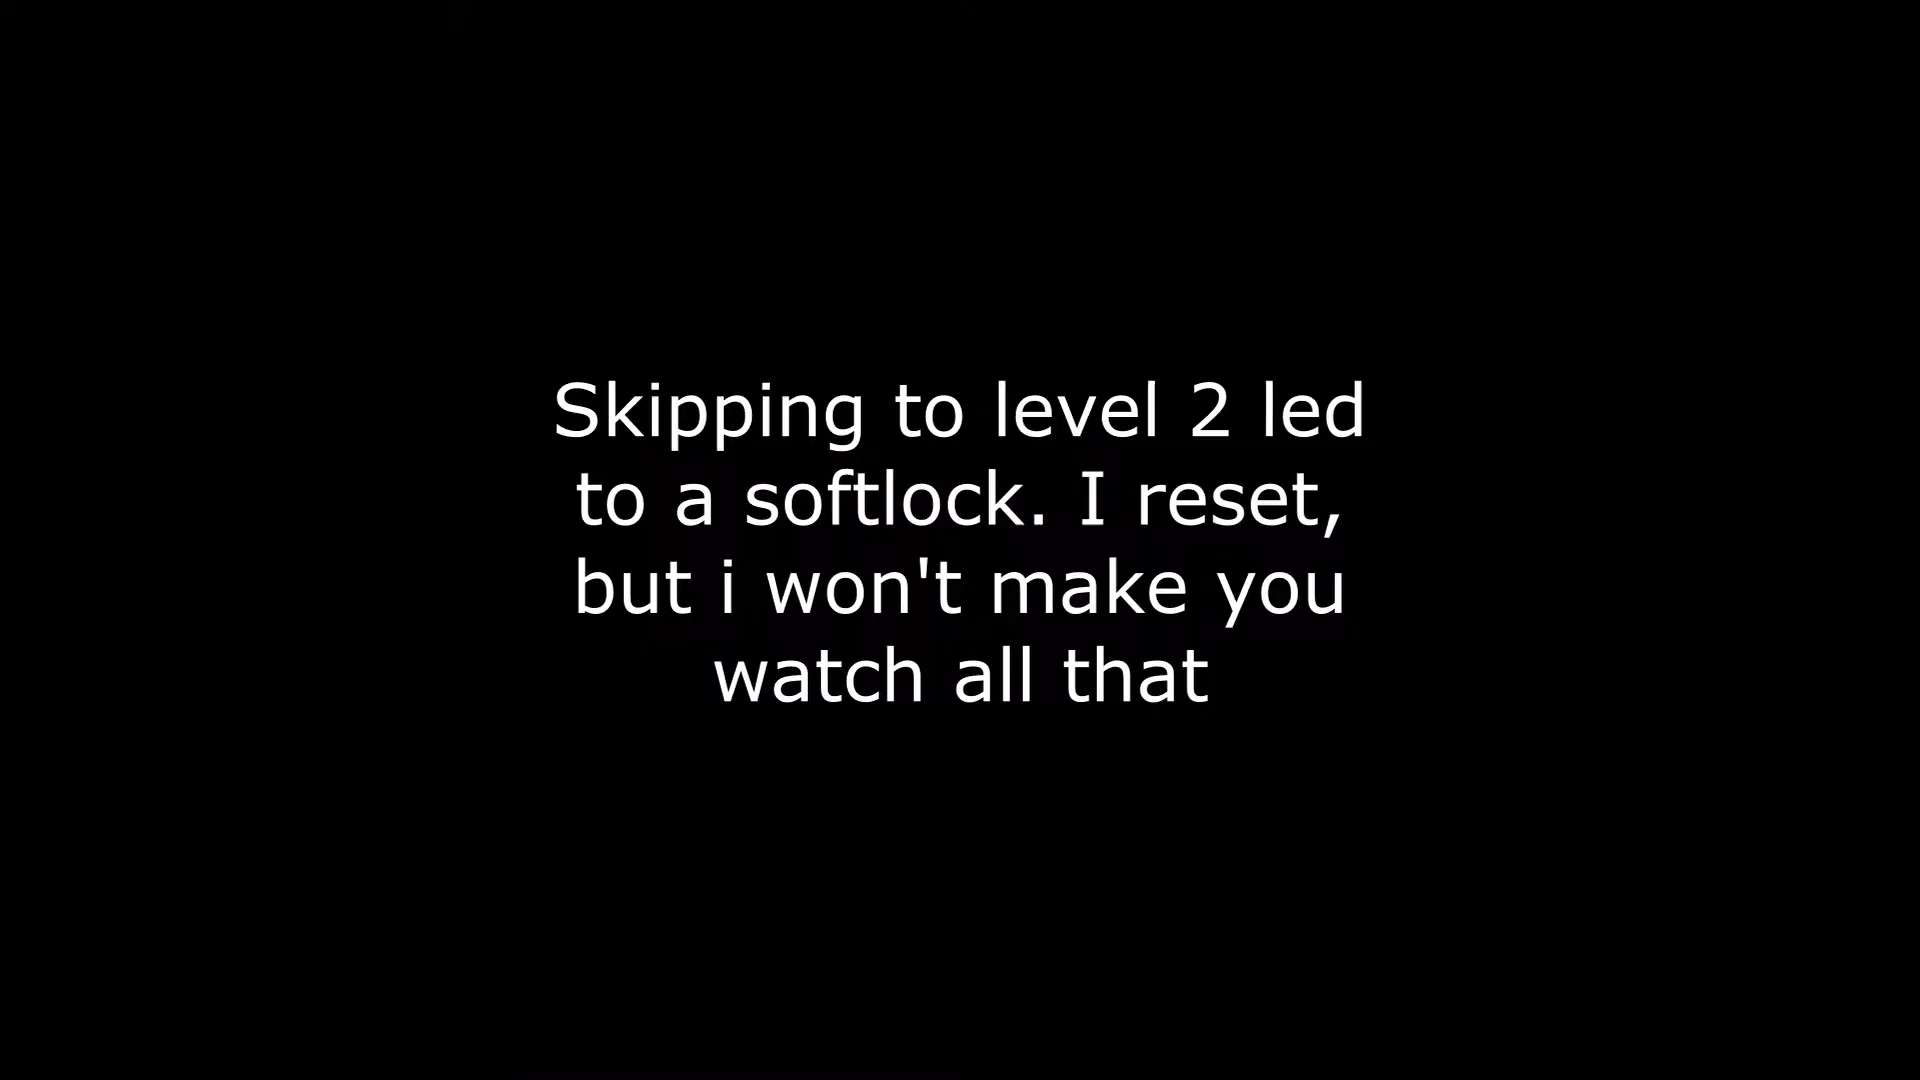 Skipping to level 2 led
to a softlock. I reset,
but i won't make you
watch all that